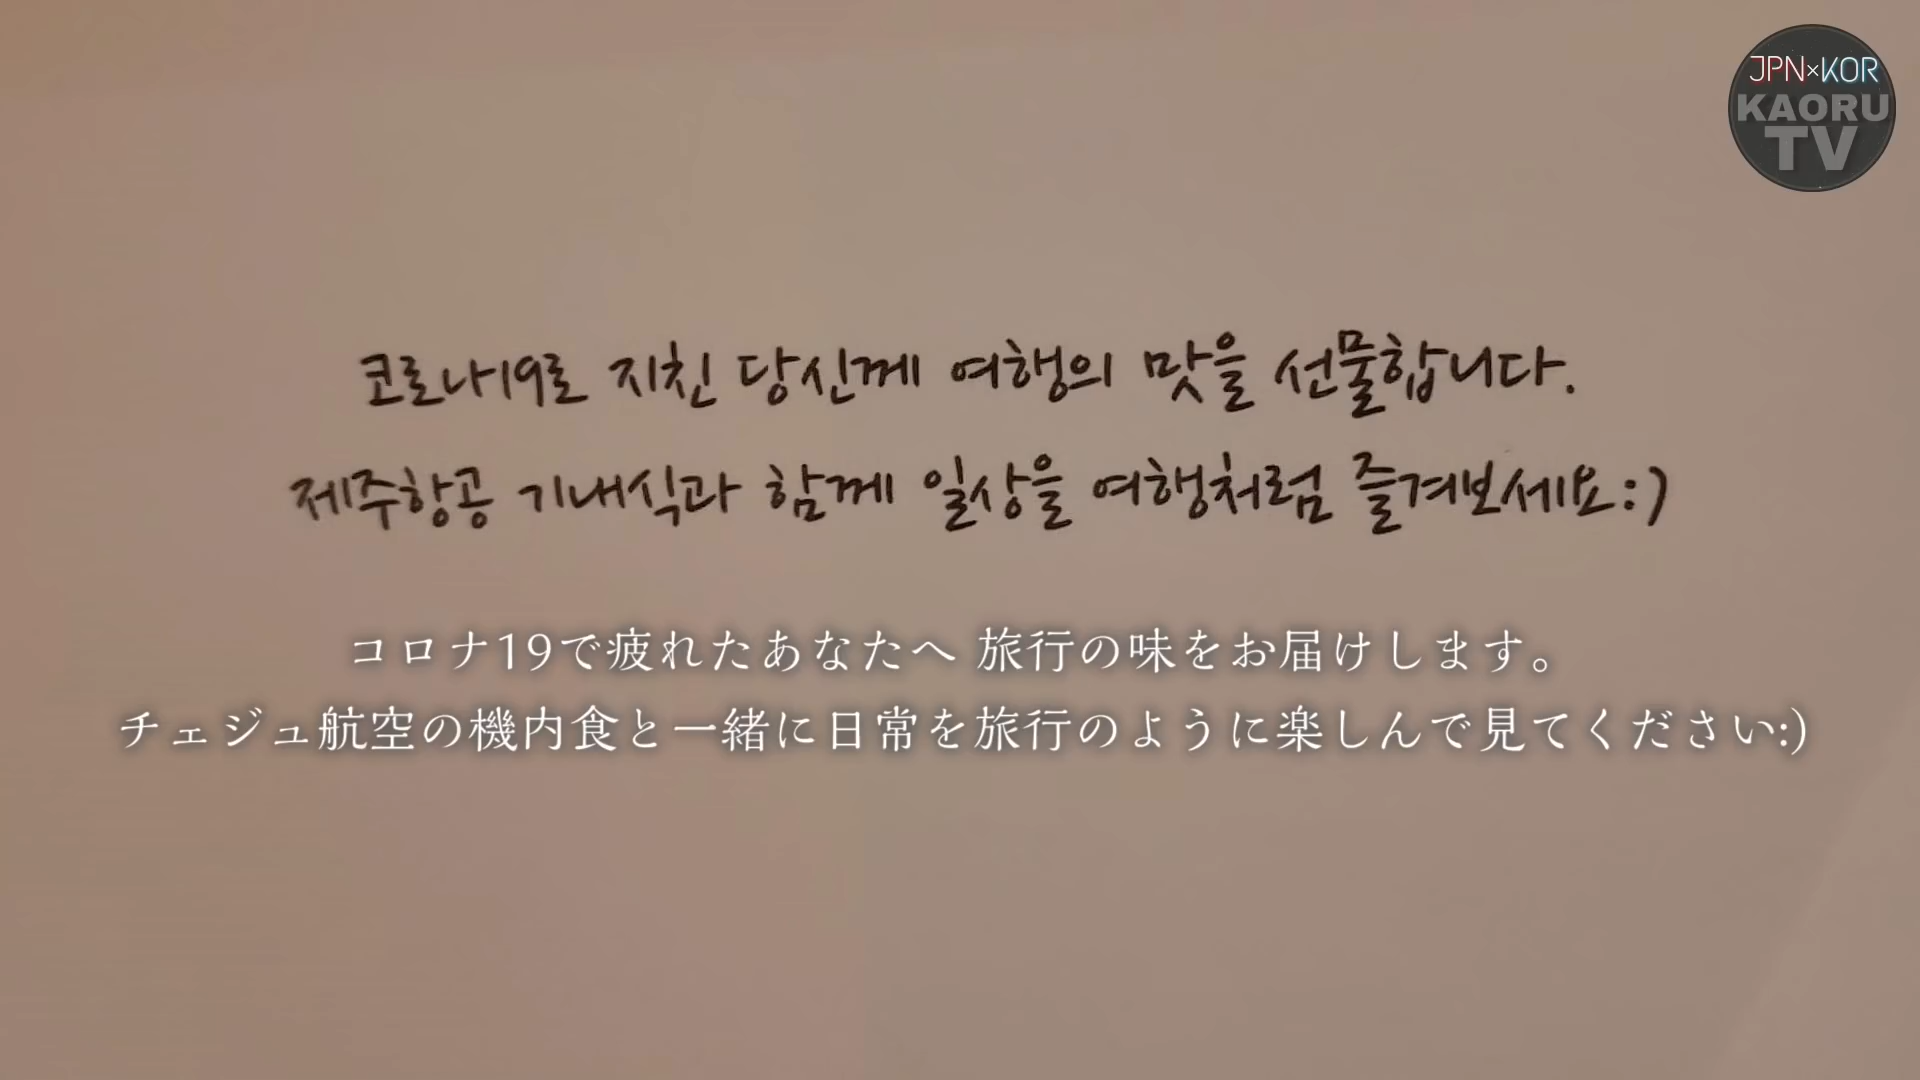 JPN×KOR
KAORU
TV
코로나19로 지친 당신께 여행의 맛을 선물합니다.
제주항공 기내식과 함께 일상을 여행처럼 즐겨보세요:)
コロナ19で疲れたあなたへ 旅行の味をお届けします。
チェジュ航空の機内食と一緒に日常を旅行のように楽しんで見てください:)